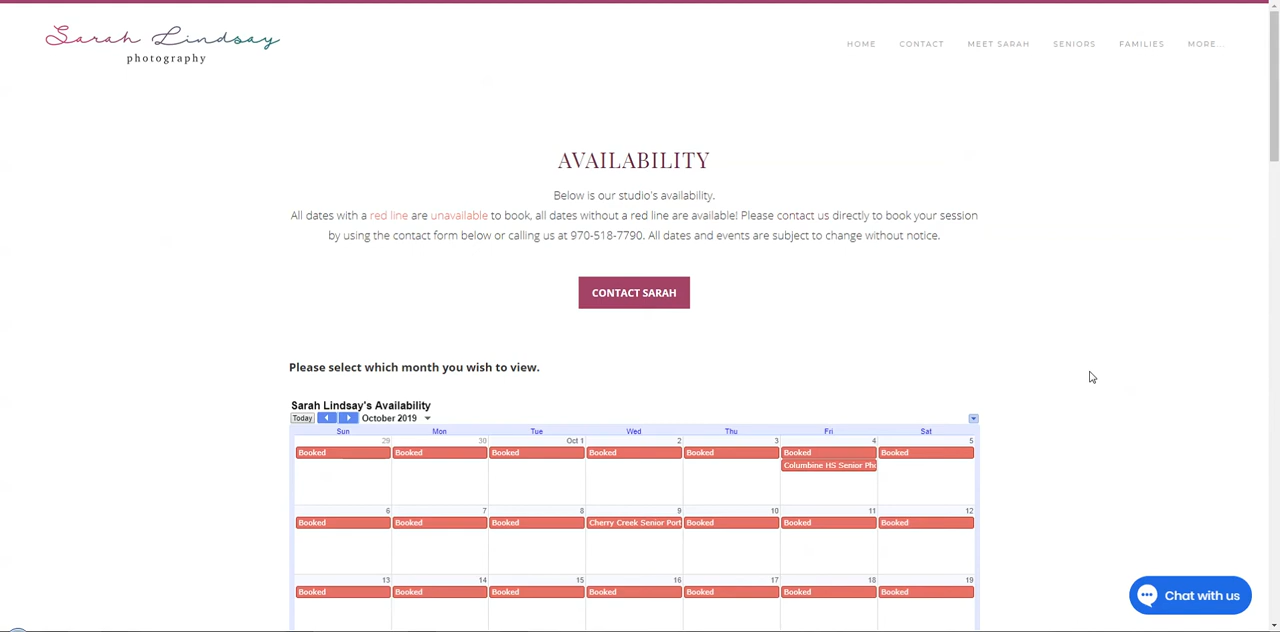 Sarah Lindsay
photography
HOME CONTACT MEET SARAH SENIORS FAMILIES MORE...
AVAILABILITY
Below is our studio's availability.
All dates with a red line are unavailable to book, all dates without a red line are available! Please contact us directly to book your session
by using the contact form below or calling us at 970-518-7790. All dates and events are subject to change without notice.
CONTACT SARAH
Please select which month you wish to view.
Sarah Lindsay's Availability
Today October 2019
Sun Mon Tue Wed Thu Fri Sat
29 30 Oct 1 2 3 4 5
Booked Booked Booked Booked Booked Booked Booked
Columbine HS Senior Pho
6 7 8 9 10 11 12
Booked Booked Booked Cherry Creek Senior Port Booked Booked Booked
13 14 15 16 17 18 19
Booked Booked Booked Booked Booked Booked Booked
Chat with us